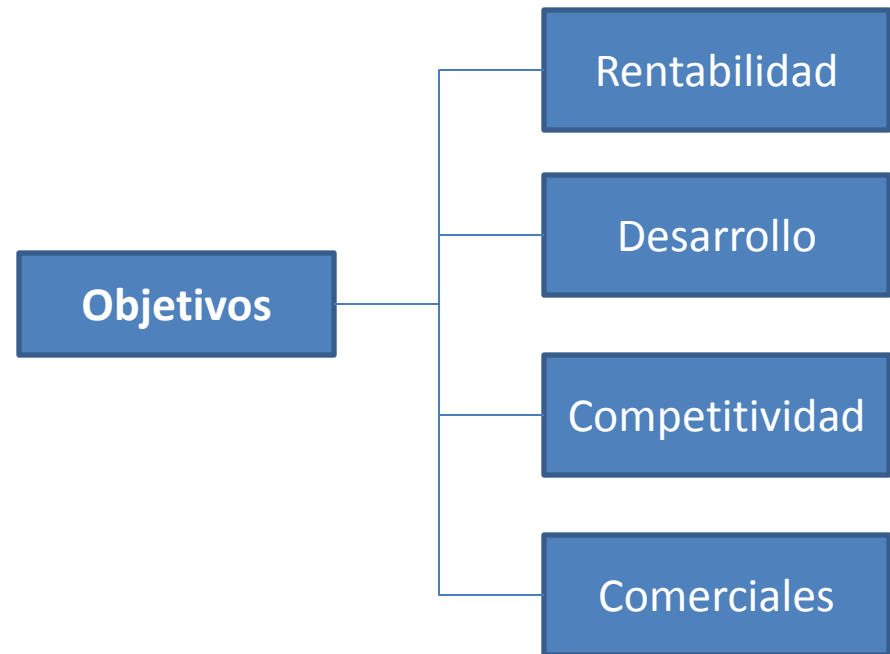 Rentabilidad
Desarrollo
Objetivos
Competitividad
Comerciales